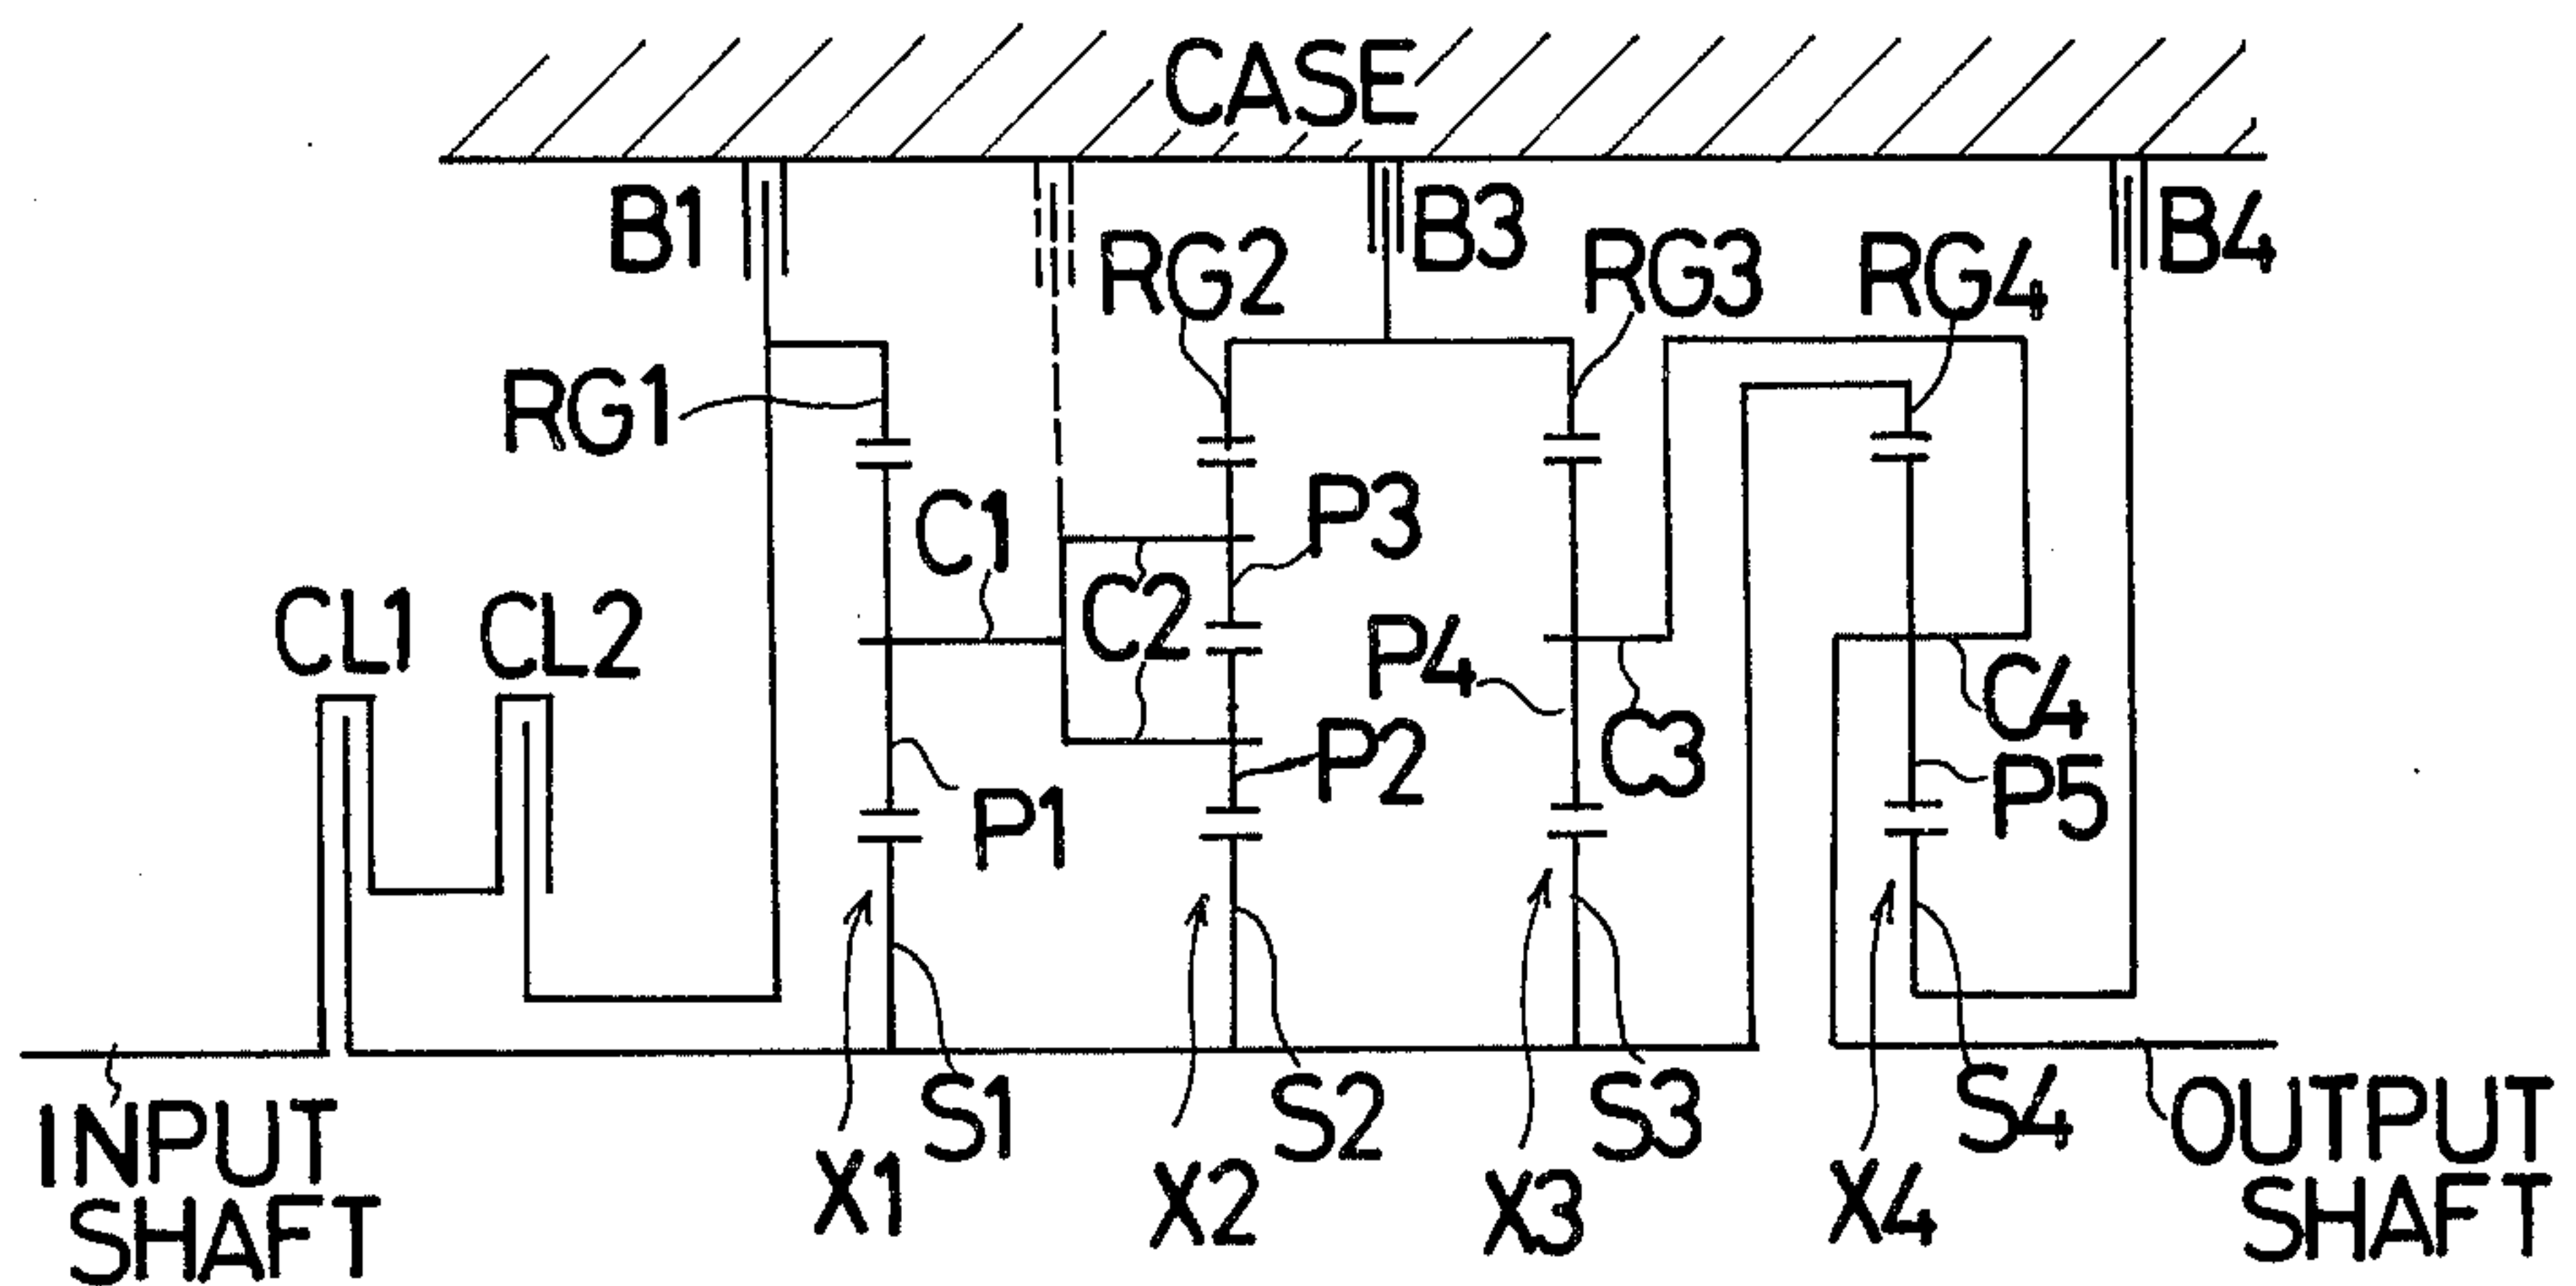 CASE
B1
B3
B4
RG2
RG3
RG4
RG1
C1
P3
C2
CL1
CL2
P4
C4
C3
P2
P5
P1
S1
S2
S3
S4
X1
X2
X3
X4
INPUT
SHAFT
OUTPUT
SHAFT